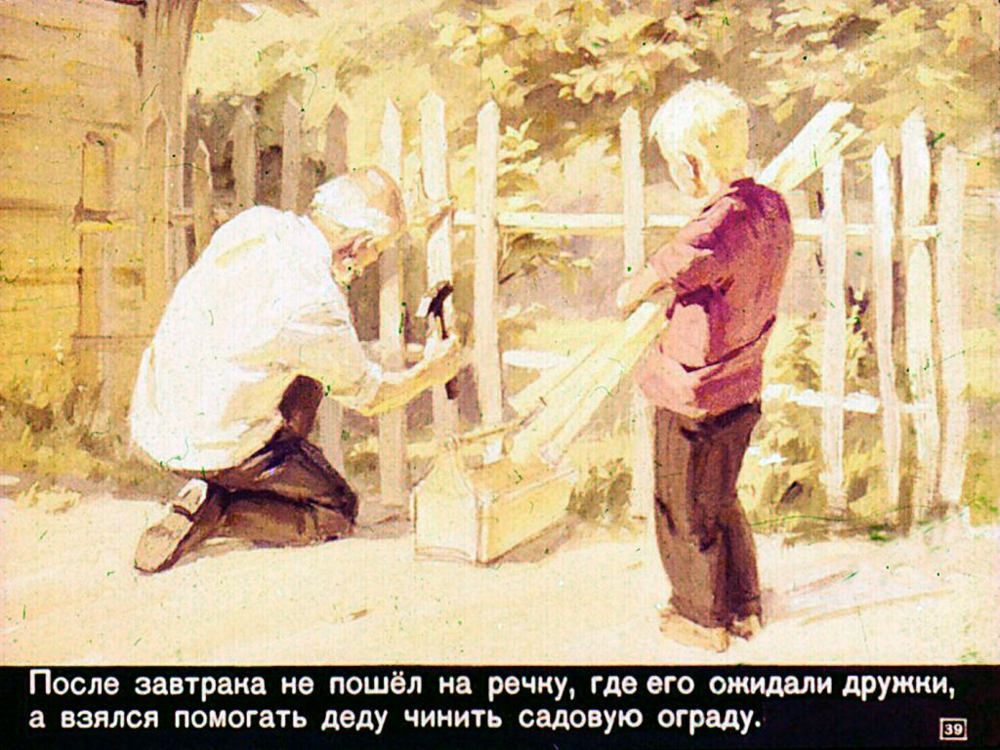 После завтрака не пошёл на речку, где его ожидали дружки,
а взялся помогать деду чинить садовую ограду.
39